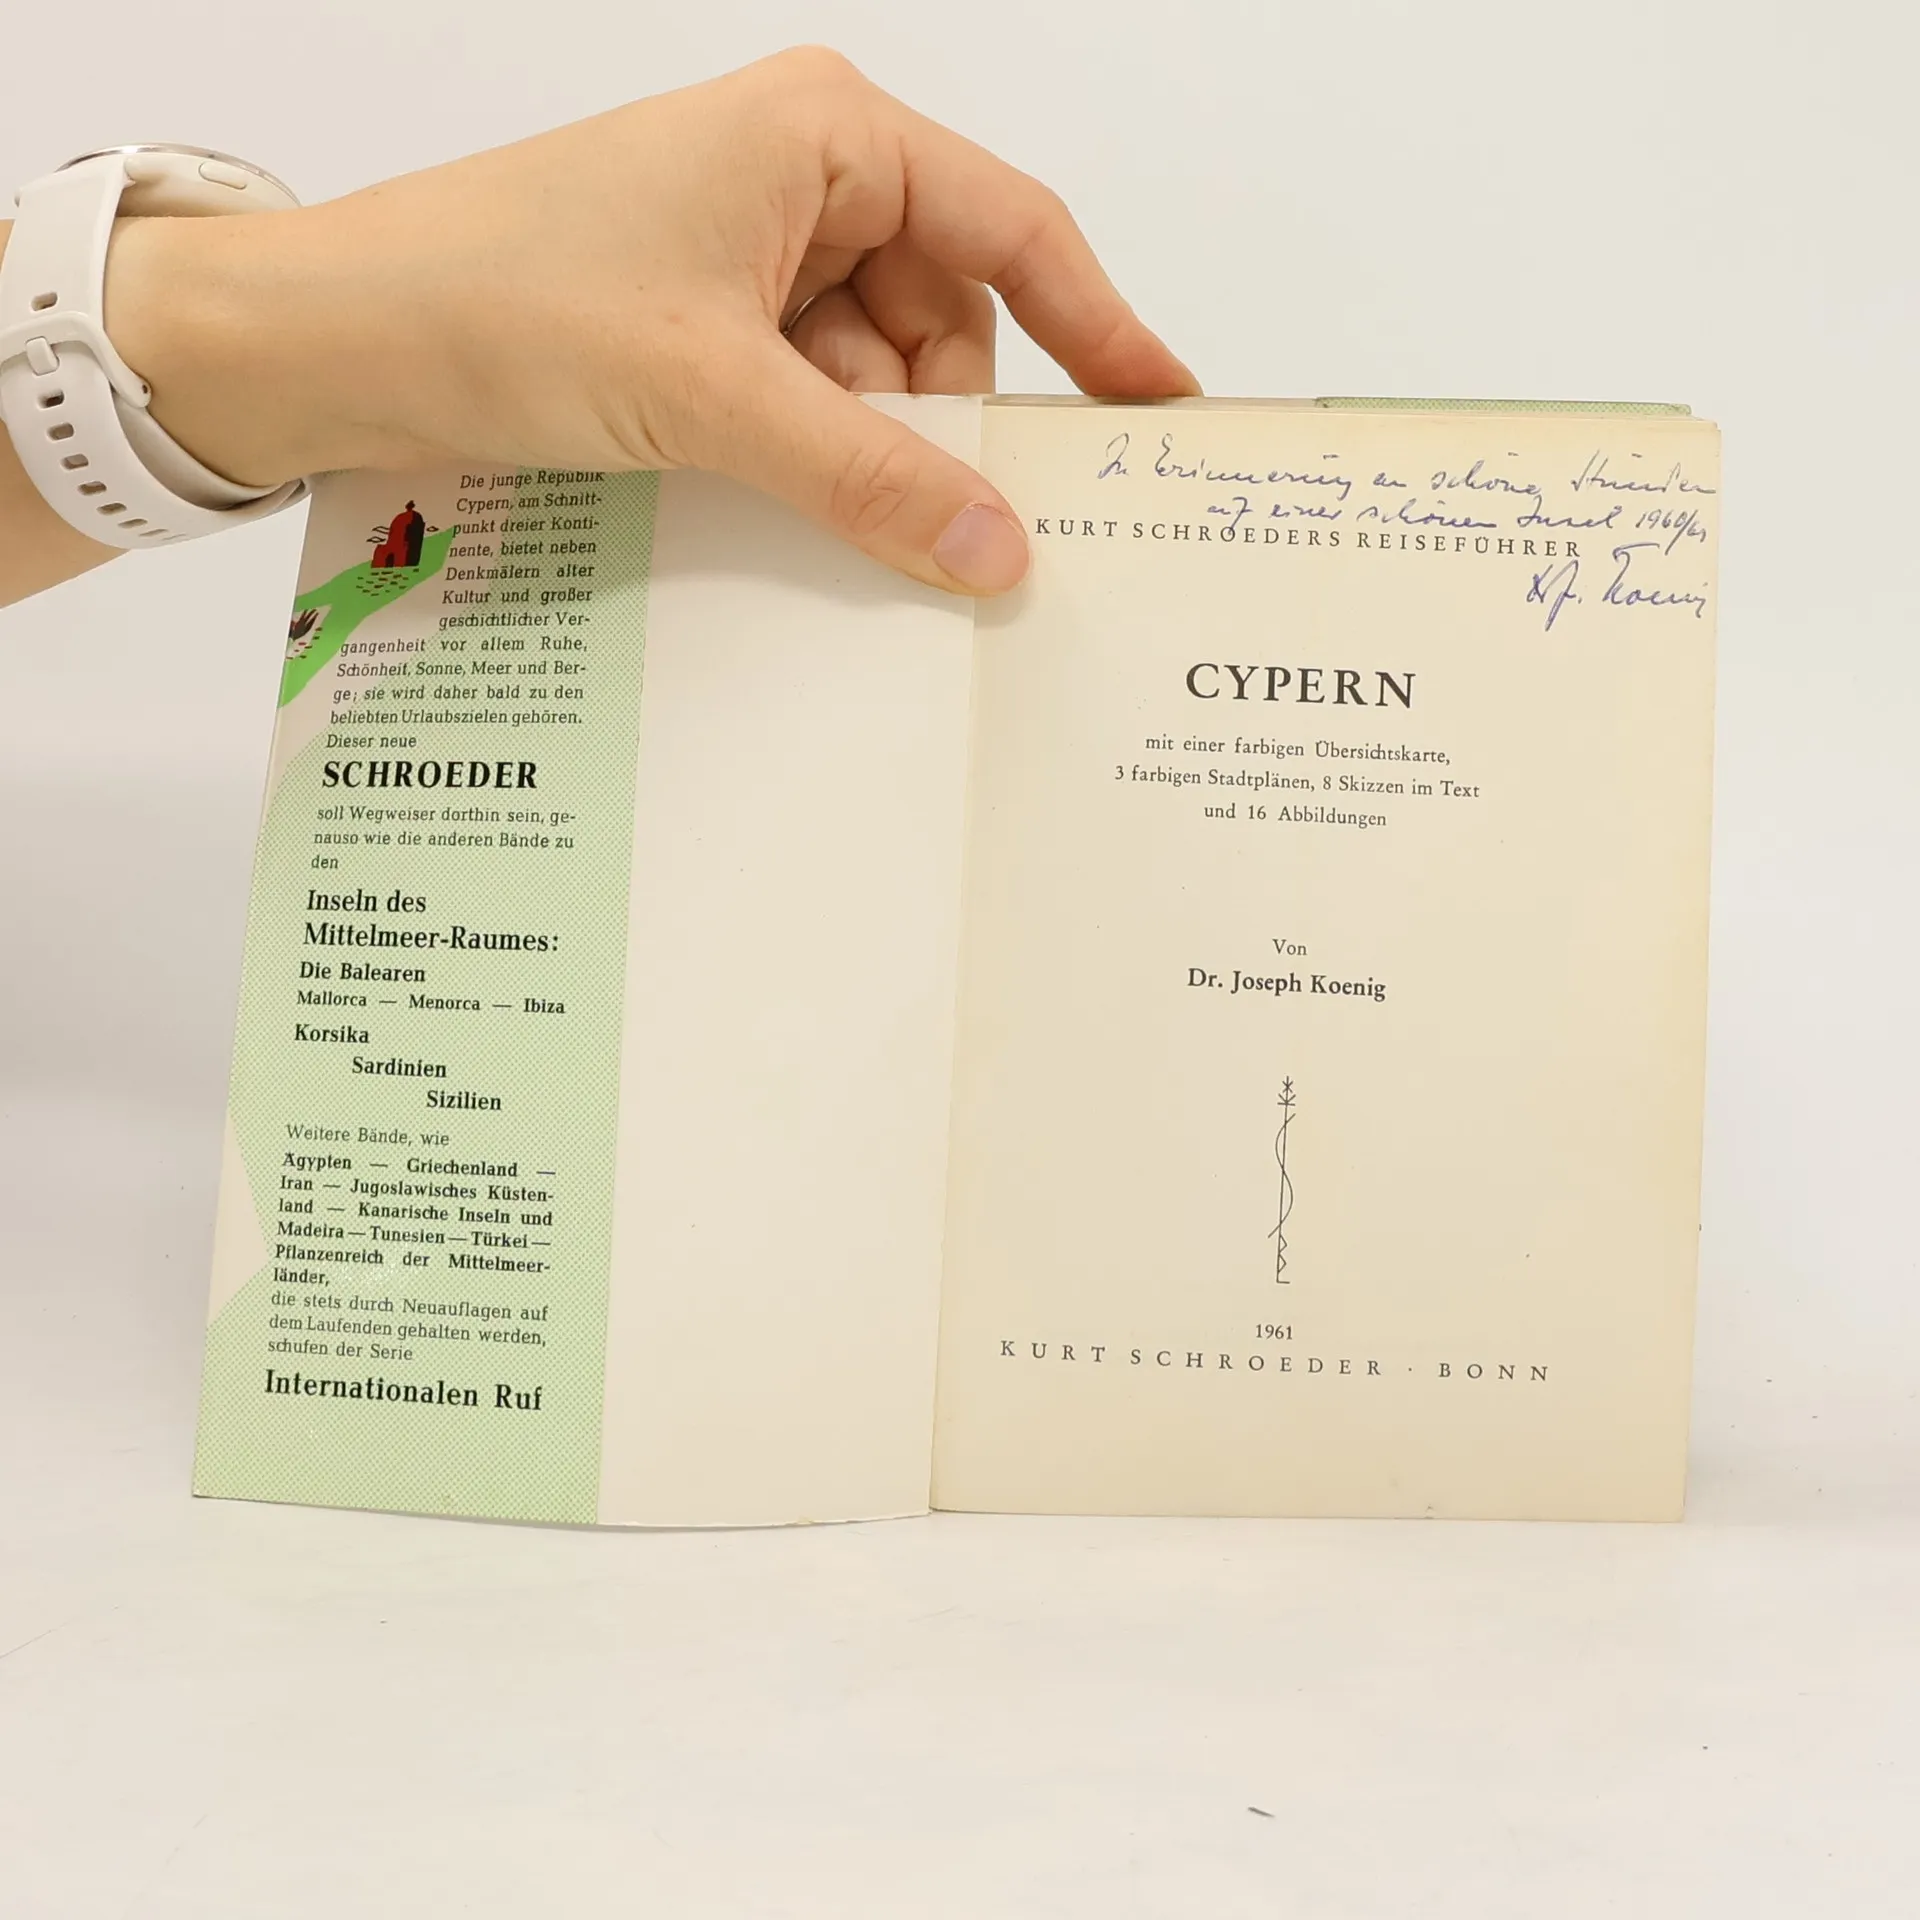 Die junge Republik
Cypern, am Schnitt-
punkt dreier Konti-
nente, bietet neben
Denkmälern alter
Kultur und großer
geschichtlicher Ver-
gangenheit vor allem Ruhe,
Schönheit, Sonne, Meer und Ber-
ge; sie wird daher bald zu den
beliebten Urlaubszielen gehören.
Dieser neue
SCHROEDER
soll Wegweiser dorthin sein, ge-
nauso wie die anderen Bände zu
den
Inseln des
Mittelmeer-Raumes:
Die Balearen
Mallorca — Menorca — Ibiza
Korsika
Sardinien
Sizilien
Weitere Bände, wie
Ägypten — Griechenland —
Iran — Jugoslawisches Küsten-
land — Kanarische Inseln und
Madeira — Tunesien — Türkei —
Pflanzenreich der Mittelmeer-
länder,
die stets durch Neuauflagen auf
dem Laufenden gehalten werden,
schufen der Serie
Internationalen Ruf
In Erinnerung an schöne Stunden
auf einer schönen Insel 1960/61
KURT SCHROEDERS REISEFÜHRER
Koenig
CYPERN
mit einer farbigen Übersichtskarte,
3 farbigen Stadtplänen, 8 Skizzen im Text
und 16 Abbildungen
Von
Dr. Joseph Koenig
1961
KURT SCHROEDER · BONN